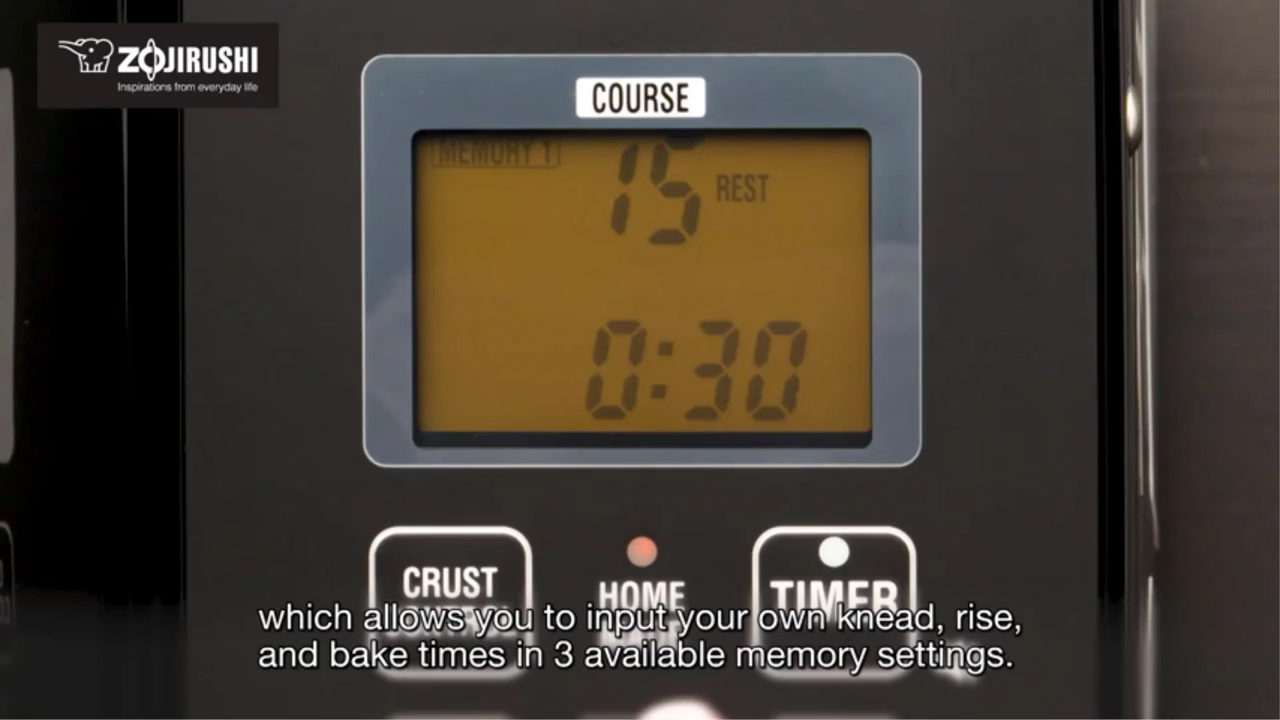 ZOJIRUSHI
Inspirations from everyday life
COURSE
MEMORY 1
15 REST
0:30
CRUST
HOME
TIMER
which allows you to input your own knead, rise,
and bake times in 3 available memory settings.